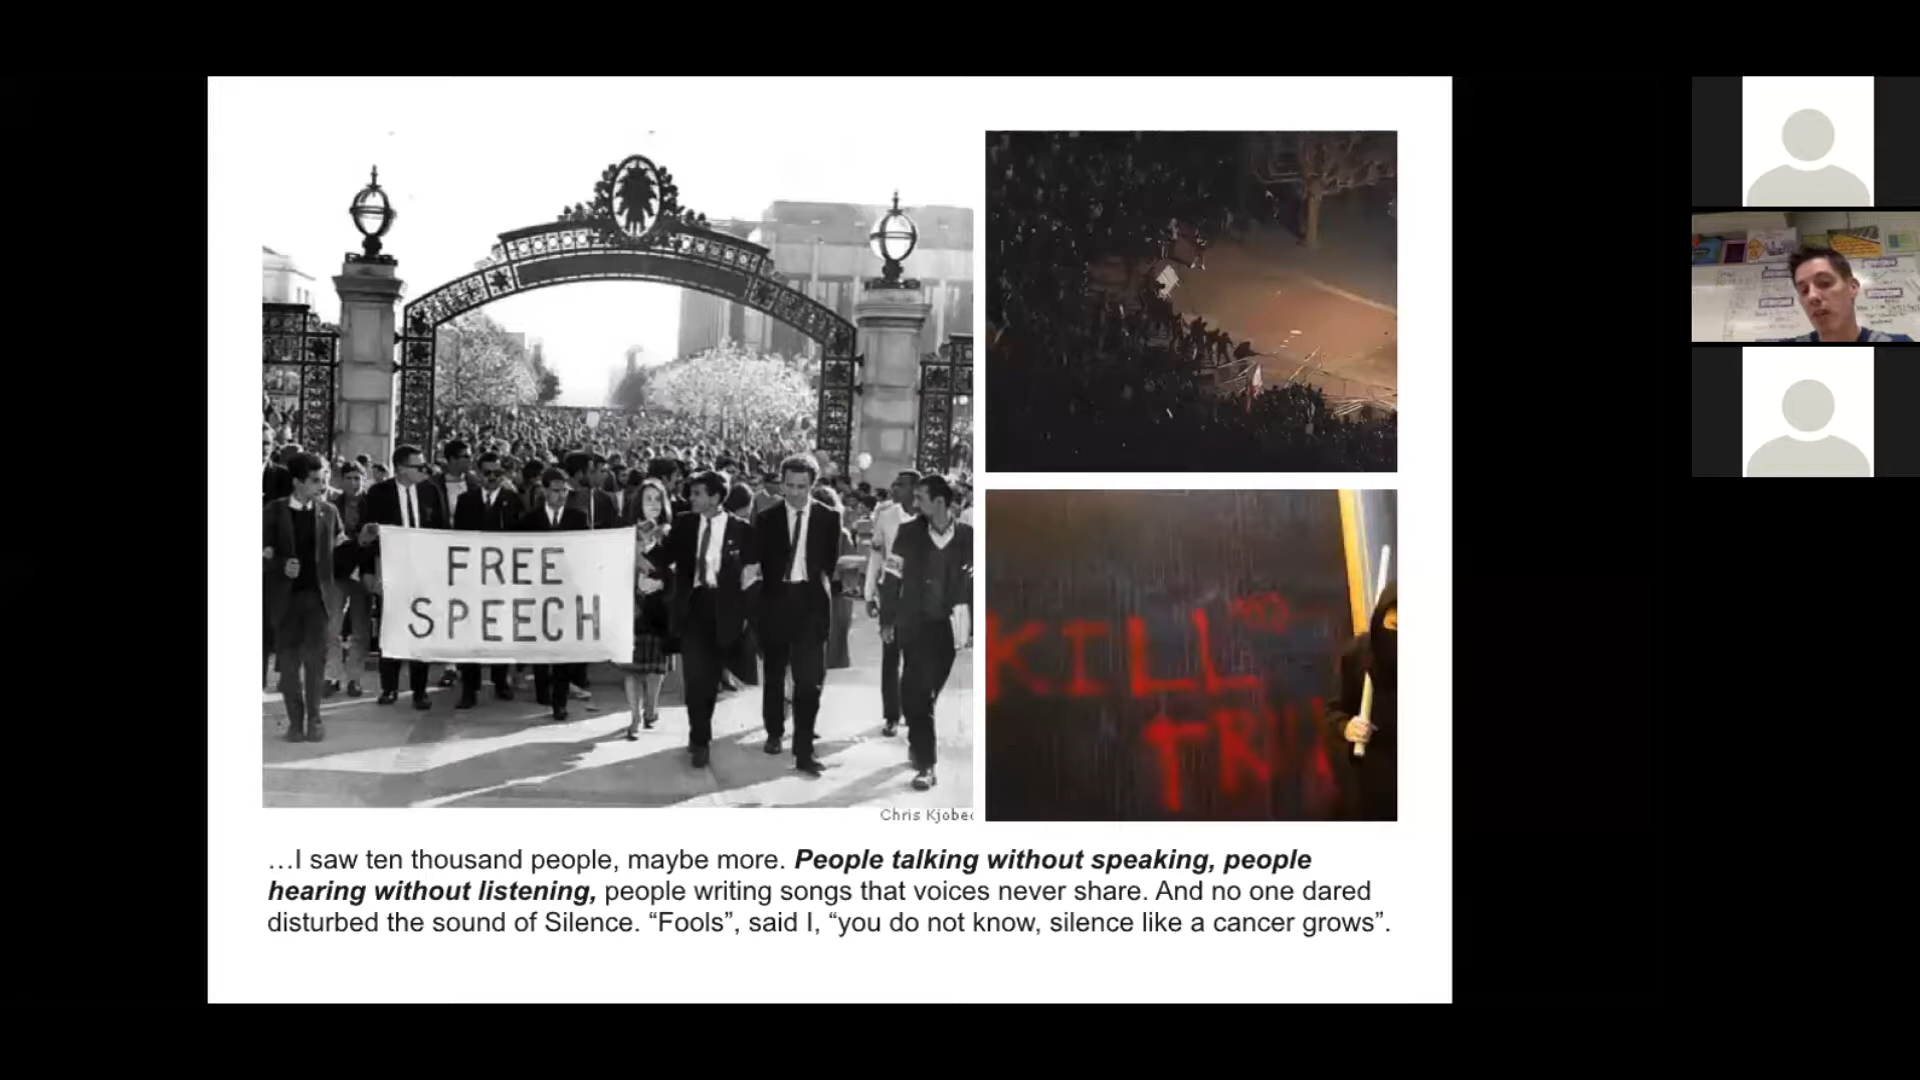 FREE
SPEECH
KILL
Chris Kjobec
…I saw ten thousand people, maybe more. People talking without speaking, people
hearing without listening, people writing songs that voices never share. And no one dared
disturbed the sound of Silence. “Fools”, said I, “you do not know, silence like a cancer grows”.